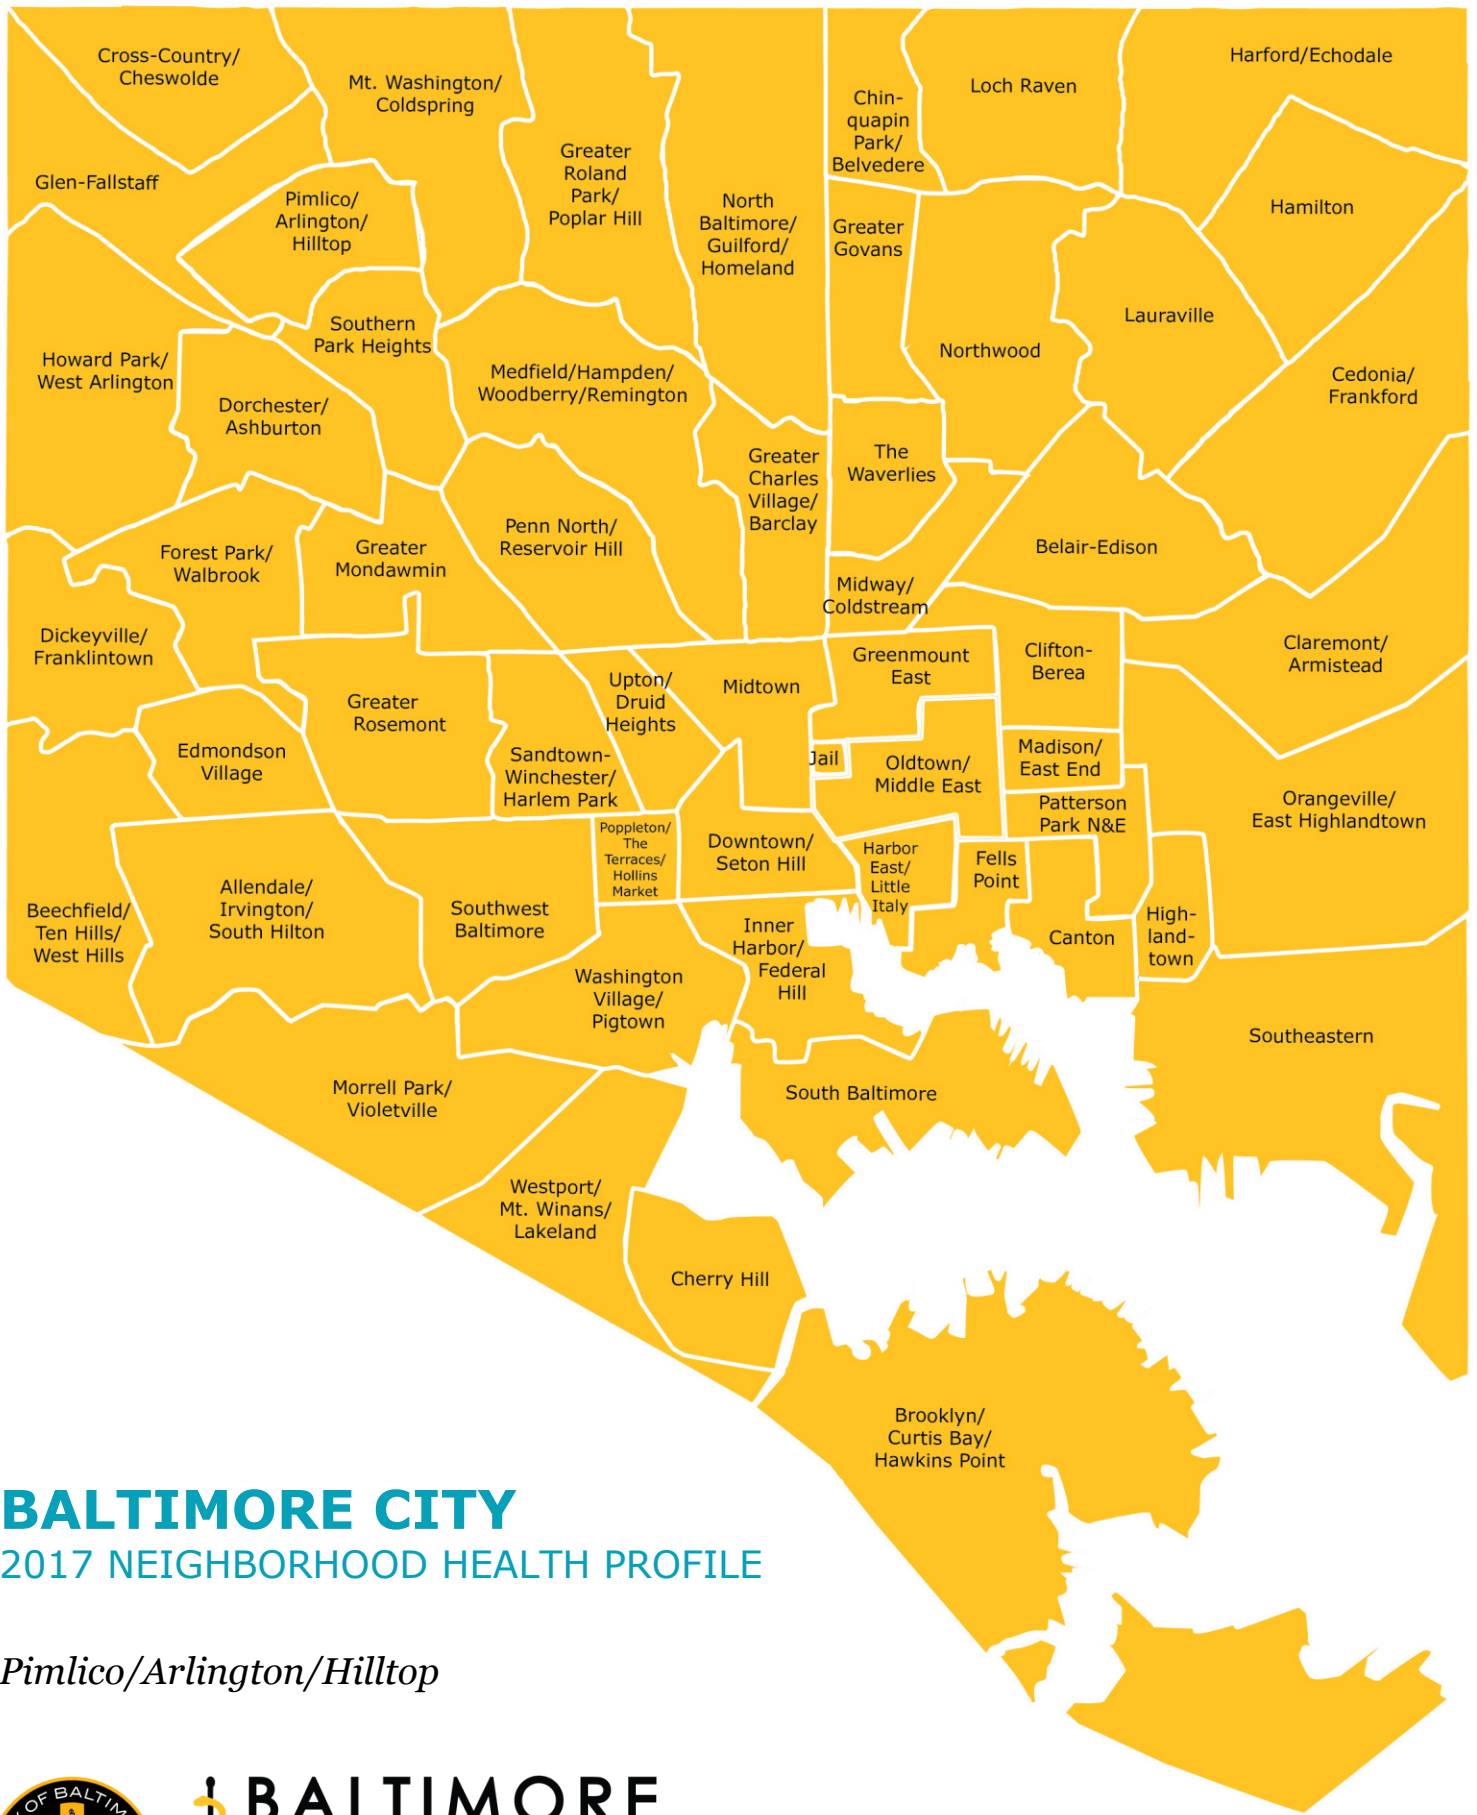 Cross-Country/
Cheswolde
Mt. Washington/
Coldspring
Greater
Roland
Park/
Poplar Hill
North
Baltimore/
Guilford/
Homeland
Chin-
quapin
Park/
Belvedere
Loch Raven
Harford/Echodale
Glen-Fallstaff
Pimlico/
Arlington/
Hilltop
Greater
Govans
Hamilton
Howard Park/
West Arlington
Southern
Park Heights
Medfield/Hampden/
Woodberry/Remington
Northwood
Lauraville
Cedonia/
Frankford
Dorchester/
Ashburton
Greater
Charles
Village/
Barclay
The
Waverlies
Forest Park/
Walbrook
Greater
Mondawmin
Penn North/
Reservoir Hill
Midway/
Coldstream
Belair-Edison
Dickeyville/
Franklintown
Greater
Rosemont
Upton/
Druid
Heights
Midtown
Greenmount
East
Clifton-
Berea
Claremont/
Armistead
Edmondson
Village
Sandtown-
Winchester/
Harlem Park
Jail
Oldtown/
Middle East
Madison/
East End
Patterson
Park N&E
Orangeville/
East Highlandtown
Beechfield/
Ten Hills/
West Hills
Allendale/
Irvington/
South Hilton
Southwest
Baltimore
Poppleton/
The
Terraces/
Hollins
Market
Downtown/
Seton Hill
Harbor
East/
Little
Italy
Fells
Point
Canton
High-
land-
town
Washington
Village/
Pigtown
Inner
Harbor/
Federal
Hill
Southeastern
Morrell Park/
Violetville
South Baltimore
Westport/
Mt. Winans/
Lakeland
Cherry Hill
Brooklyn/
Curtis Bay/
Hawkins Point
BALTIMORE CITY
2017 NEIGHBORHOOD HEALTH PROFILE
Pimlico/Arlington/Hilltop
BALTIMORE